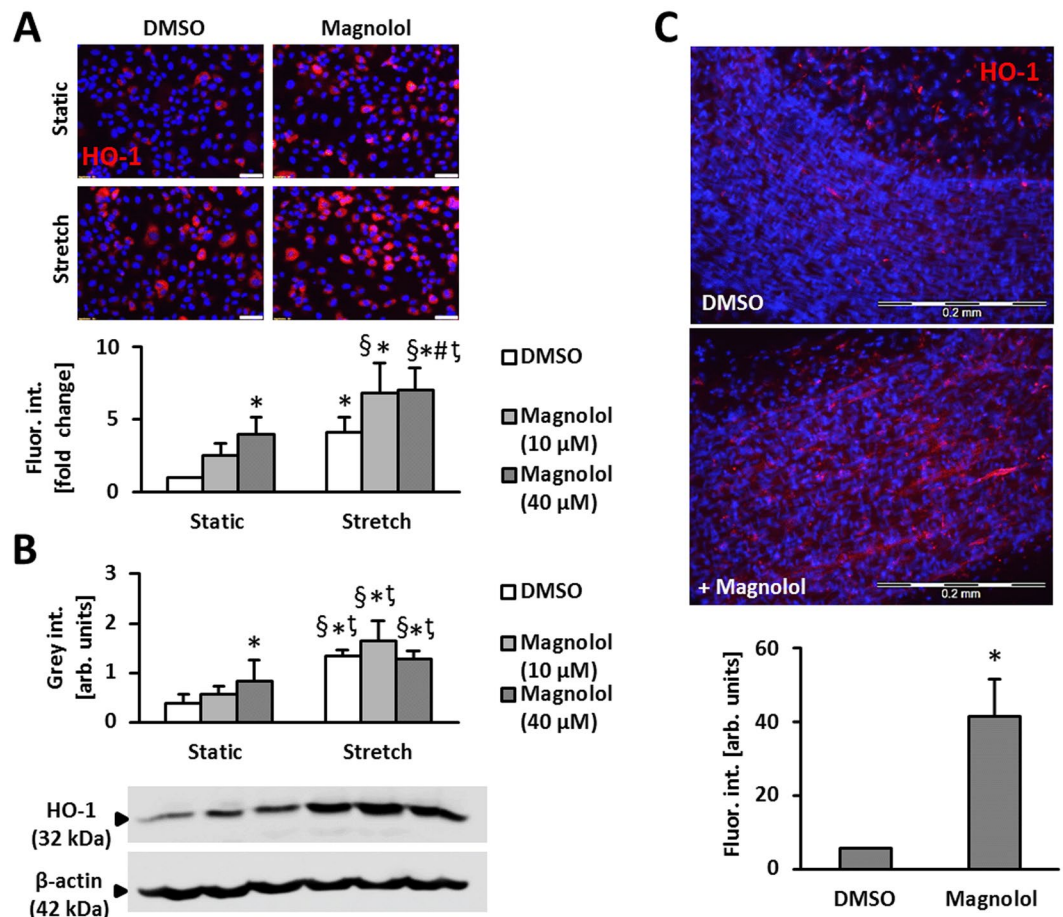 A
DMSO
Magnolol
Static
HO-1
Stretch
Fluor. int.
[fold change]
10
5
0
*
*
§ *
§*#ţ
Static
Stretch
DMSO
Magnolol
(10 µM)
Magnolol
(40 µM)
B
Grey int.
[arb. units]
3
2
1
0
*
§*ţ
§*ţ
§*ţ
Static
Stretch
DMSO
Magnolol
(10 µM)
Magnolol
(40 µM)
HO-1
(32 kDa)
β-actin
(42 kDa)
C
HO-1
DMSO
0.2 mm
+ Magnolol
0.2 mm
Fluor. int. [arb. units]
60
40
20
0
*
DMSO
Magnolol